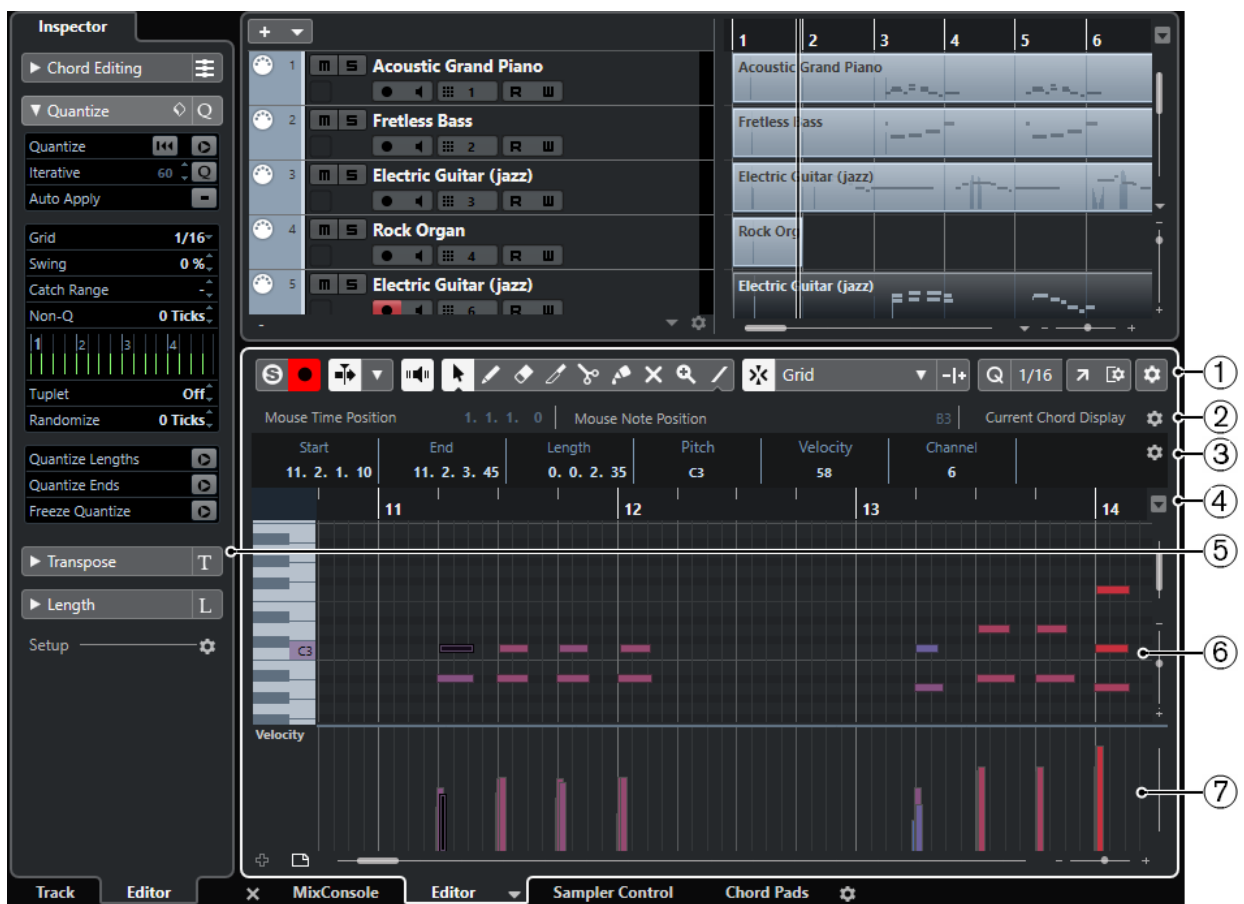 Inspector
Chord Editing
Quantize Q
Quantize
Iterative 60 Q
Auto Apply
Grid 1/16
Swing 0 %
Catch Range -
Non-Q 0 Ticks
1 2 3 4
Tuplet Off
Randomize 0 Ticks
Quantize Lengths
Quantize Ends
Freeze Quantize
Transpose T
Length L
Setup
1 2 3 4 5 6
1 m S Acoustic Grand Piano
1 R W
2 m S Fretless Bass
2 R W
3 m S Electric Guitar (jazz)
3 R W
4 m S Rock Organ
4 R W
5 m S Electric Guitar (jazz)
6 R W
Acoustic Grand Piano
Fretless Bass
Electric Guitar (jazz)
Rock Org
Electric Guitar (jazz)
S Grid Q 1/16 1
Mouse Time Position 1. 1. 1. 0 Mouse Note Position B3 Current Chord Display 2
Start End Length Pitch Velocity Channel
11. 2. 1. 10 11. 2. 3. 45 0. 0. 2. 35 C3 58 6
3
11 12 13 14 4
5
C3 6
Velocity
7
Track Editor MixConsole Editor Sampler Control Chord Pads